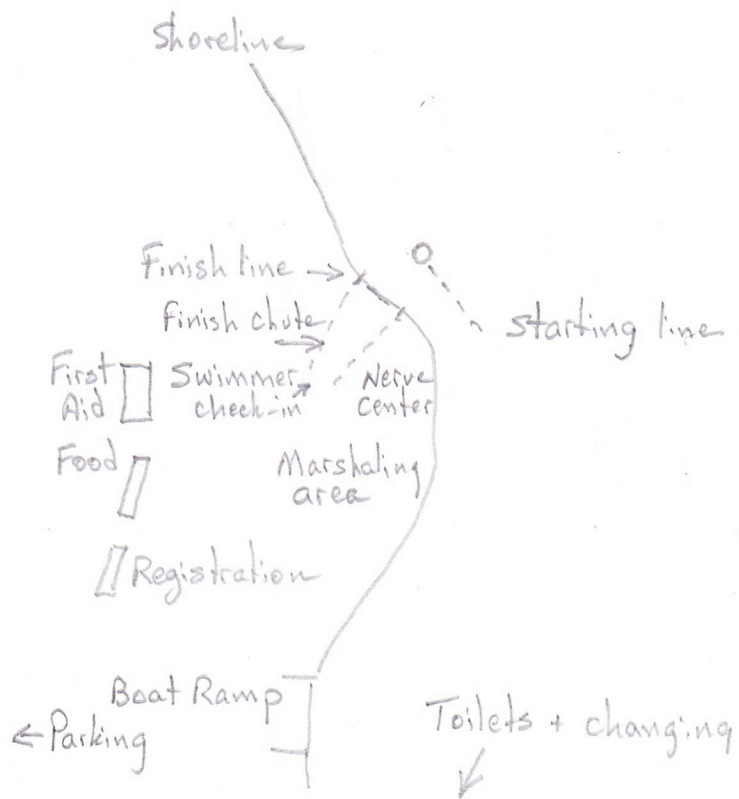 Shoreline
Finish line
Finish chute
Starting line
First
Aid
Swimmer
check-in
Nerve
Center
Food
Marshaling
area
Registration
Boat Ramp
←Parking
Toilets + changing